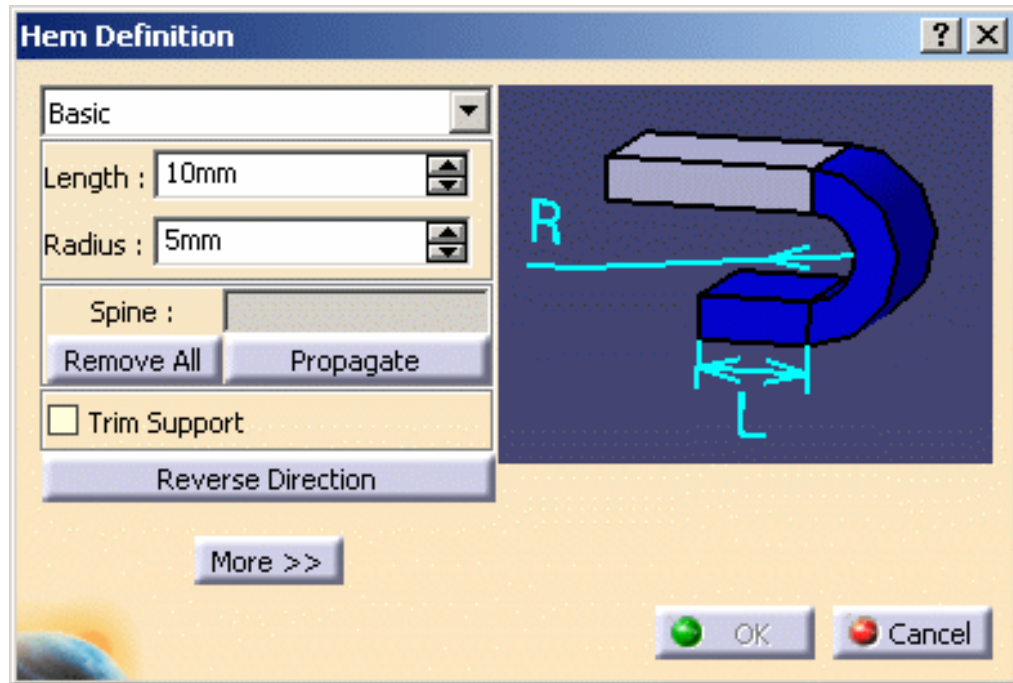 Hem Definition
? X
Basic
Length : 10mm
Radius : 5mm
Spine :
Remove All Propagate
Trim Support
Reverse Direction
More >>
R
L
OK Cancel